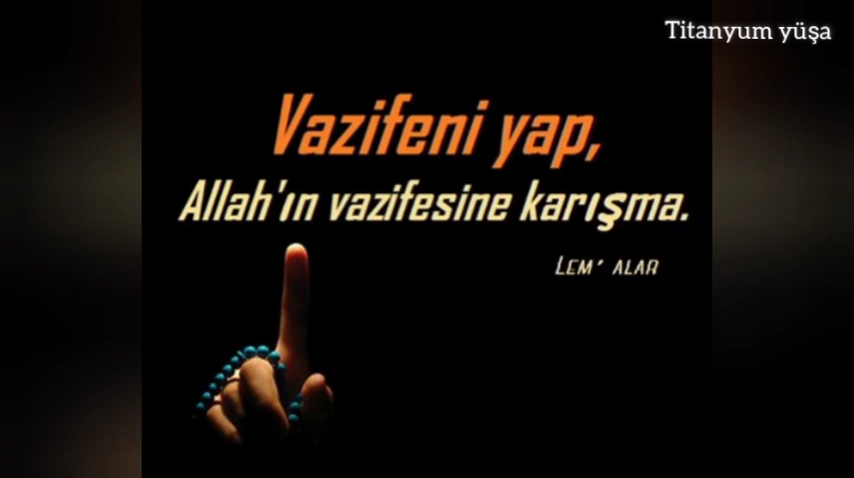 Titanyum yüşa
Vazifeni yap,
Allah'ın vazifesine karışma.
LEM' ALAR